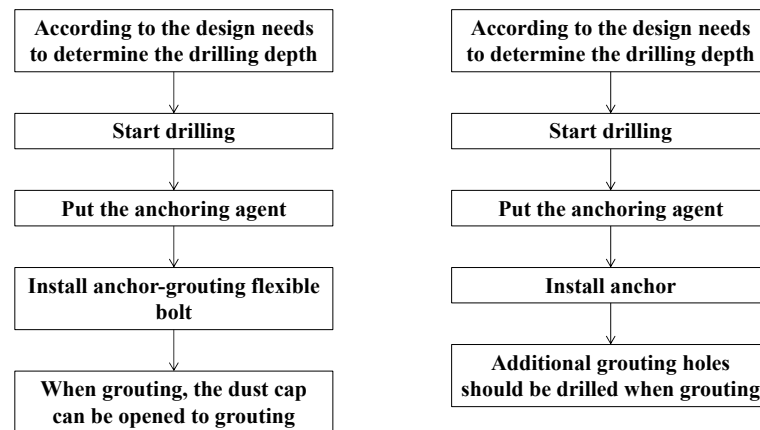 According to the design needs
to determine the drilling depth
Start drilling
Put the anchoring agent
Install anchor-grouting flexible
bolt
When grouting, the dust cap
can be opened to grouting
According to the design needs
to determine the drilling depth
Start drilling
Put the anchoring agent
Install anchor
Additional grouting holes
should be drilled when grouting